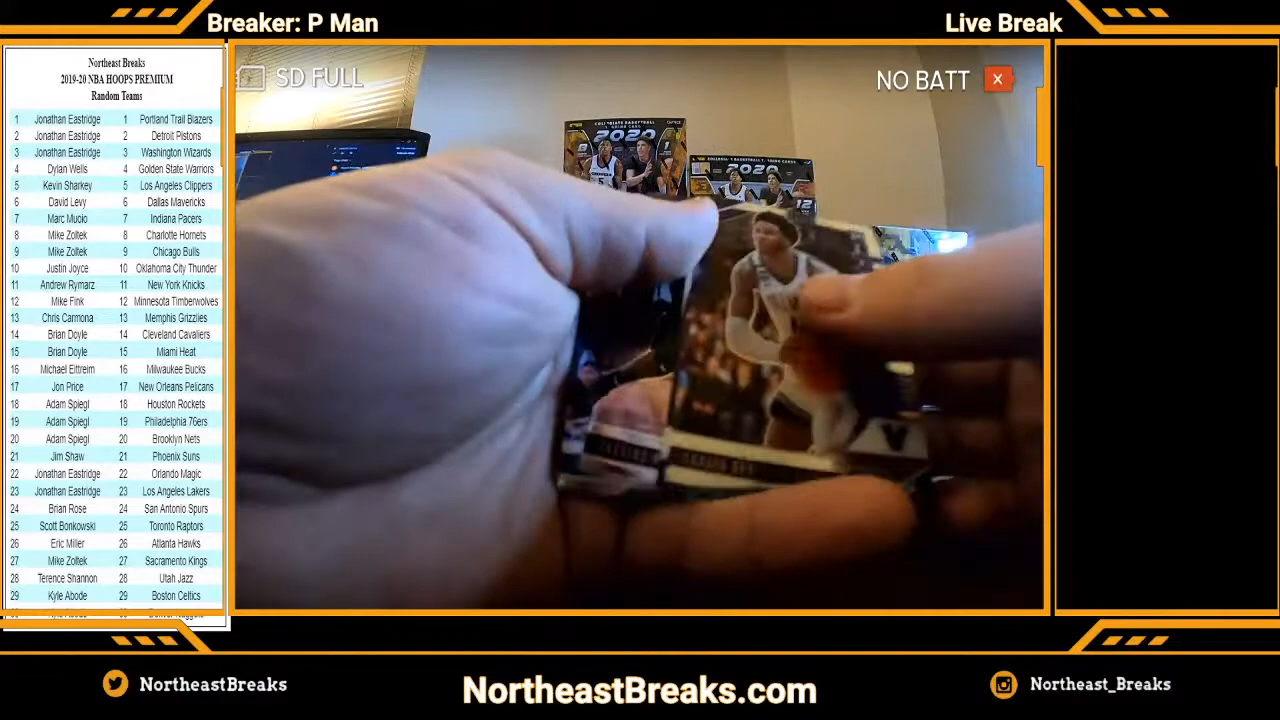 Breaker: P Man
Live Break
Northeast Breaks
2019-20 NBA HOOPS PREMIUM
Random Teams
1 Jonathan Eastridge 1 Portland Trail Blazers
2 Jonathan Eastridge 2 Detroit Pistons
3 Jonathan Eastridge 3 Washington Wizards
4 Dylan Wells 4 Golden State Warriors
5 Kevin Sharkey 5 Los Angeles Clippers
6 David Levy 6 Dallas Mavericks
7 Marc Muoio 7 Indiana Pacers
8 Mike Zoltek 8 Charlotte Hornets
9 Mike Zoltek 9 Chicago Bulls
10 Justin Joyce 10 Oklahoma City Thunder
11 Andrew Rymarz 11 New York Knicks
12 Mike Fink 12 Minnesota Timberwolves
13 Chris Carmona 13 Memphis Grizzlies
14 Brian Doyle 14 Cleveland Cavaliers
15 Brian Doyle 15 Miami Heat
16 Michael Eittreim 16 Milwaukee Bucks
17 Jon Price 17 New Orleans Pelicans
18 Adam Spiegl 18 Houston Rockets
19 Adam Spiegl 19 Philadelphia 76ers
20 Adam Spiegl 20 Brooklyn Nets
21 Jim Shaw 21 Phoenix Suns
22 Jonathan Eastridge 22 Orlando Magic
23 Jonathan Eastridge 23 Los Angeles Lakers
24 Brian Rose 24 San Antonio Spurs
25 Scott Bonkowski 25 Toronto Raptors
26 Eric Miller 26 Atlanta Hawks
27 Mike Zoltek 27 Sacramento Kings
28 Terence Shannon 28 Utah Jazz
29 Kyle Abode 29 Boston Celtics
SD FULL
NO BATT
2020
2020
12
NortheastBreaks
NortheastBreaks.com
Northeast_Breaks